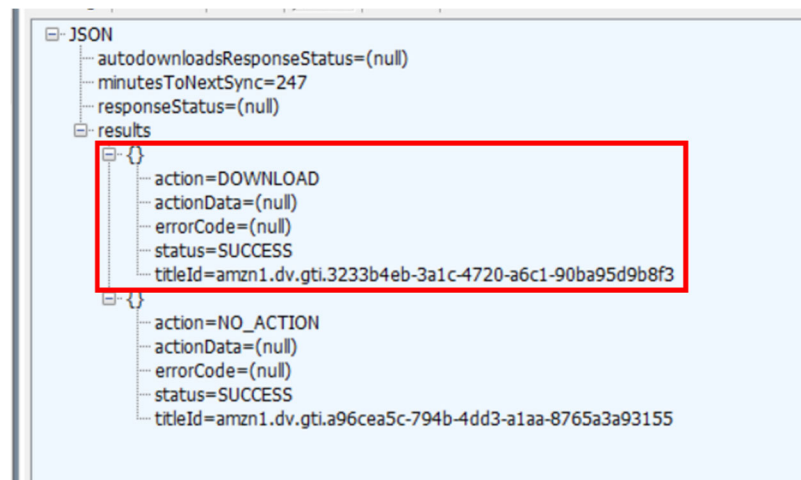 JSON
autodownloadsResponseStatus=(null)
minutesToNextSync=247
responseStatus=(null)
results
{}
action=DOWNLOAD
actionData=(null)
errorCode=(null)
status=SUCCESS
titleId=amzn1.dv.gti.3233b4eb-3a1c-4720-a6c1-90ba95d9b8f3
{}
action=NO_ACTION
actionData=(null)
errorCode=(null)
status=SUCCESS
titleId=amzn1.dv.gti.a96cea5c-794b-4dd3-a1aa-8765a3a93155